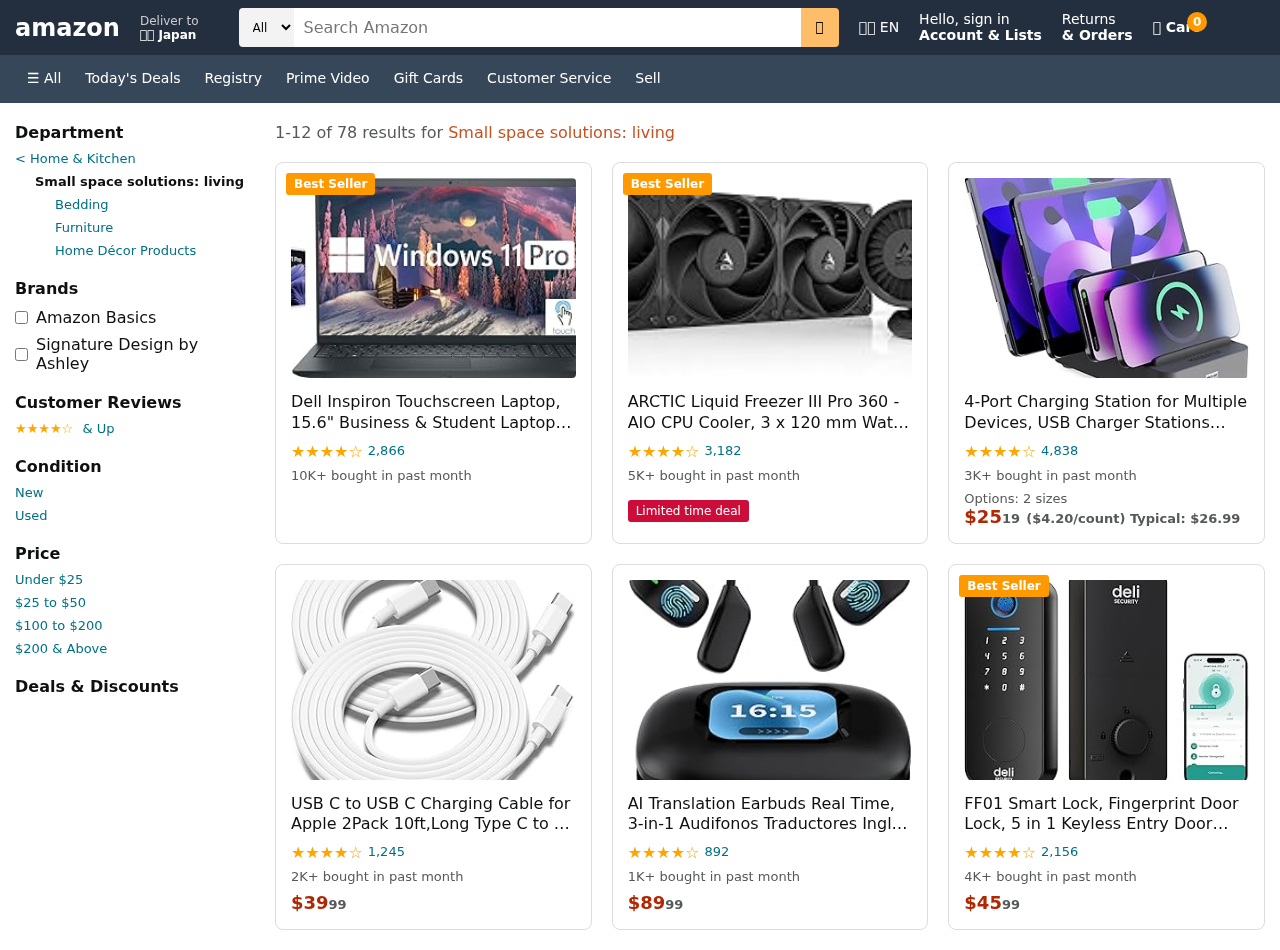 amazon
Deliver to
Japan
All
Search Amazon
EN
Hello, sign in
Account & Lists
Returns
& Orders
0
☰ All
Today's Deals
Registry
Prime Video
Gift Cards
Customer Service
Sell
Department
< Home & Kitchen
Small space solutions: living
Bedding
Furniture
Home Décor Products
Brands
Amazon Basics
Signature Design by
Ashley
Customer Reviews
★★★★☆ & Up
Condition
New
Used
Price
Under $25
$25 to $50
$100 to $200
$200 & Above
Deals & Discounts
1-12 of 78 results for Small space solutions: living
Best Seller
Windows 11 Pro
touch
Dell Inspiron Touchscreen Laptop,
15.6" Business & Student Laptop…
★★★★☆ 2,866
10K+ bought in past month
Best Seller
ARCTIC Liquid Freezer III Pro 360 -
AIO CPU Cooler, 3 x 120 mm Wat…
★★★★☆ 3,182
5K+ bought in past month
Limited time deal
4-Port Charging Station for Multiple
Devices, USB Charger Stations…
★★★★☆ 4,838
3K+ bought in past month
Options: 2 sizes
$25 19 ($4.20/count) Typical: $26.99
USB C to USB C Charging Cable for
Apple 2Pack 10ft,Long Type C to …
★★★★☆ 1,245
2K+ bought in past month
$39 99
16:15
AI Translation Earbuds Real Time,
3-in-1 Audifonos Traductores Ingl…
★★★★☆ 892
1K+ bought in past month
$89 99
Best Seller
deli
SECURITY
1 2 3
4 5 6
7 8 9
* 0 #
deli
FF01 Smart Lock, Fingerprint Door
Lock, 5 in 1 Keyless Entry Door…
★★★★☆ 2,156
4K+ bought in past month
$45 99